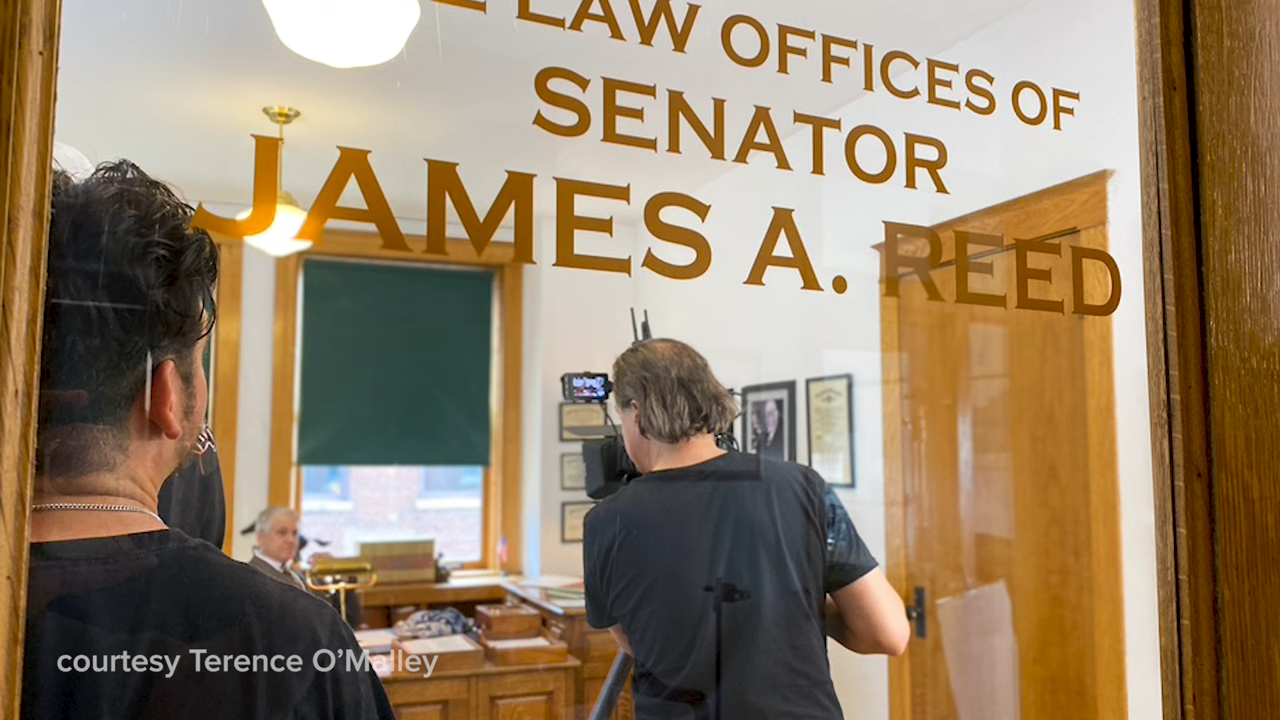 LAW OFFICES OF
SENATOR
JAMES A. REED
courtesy Terence O’Malley